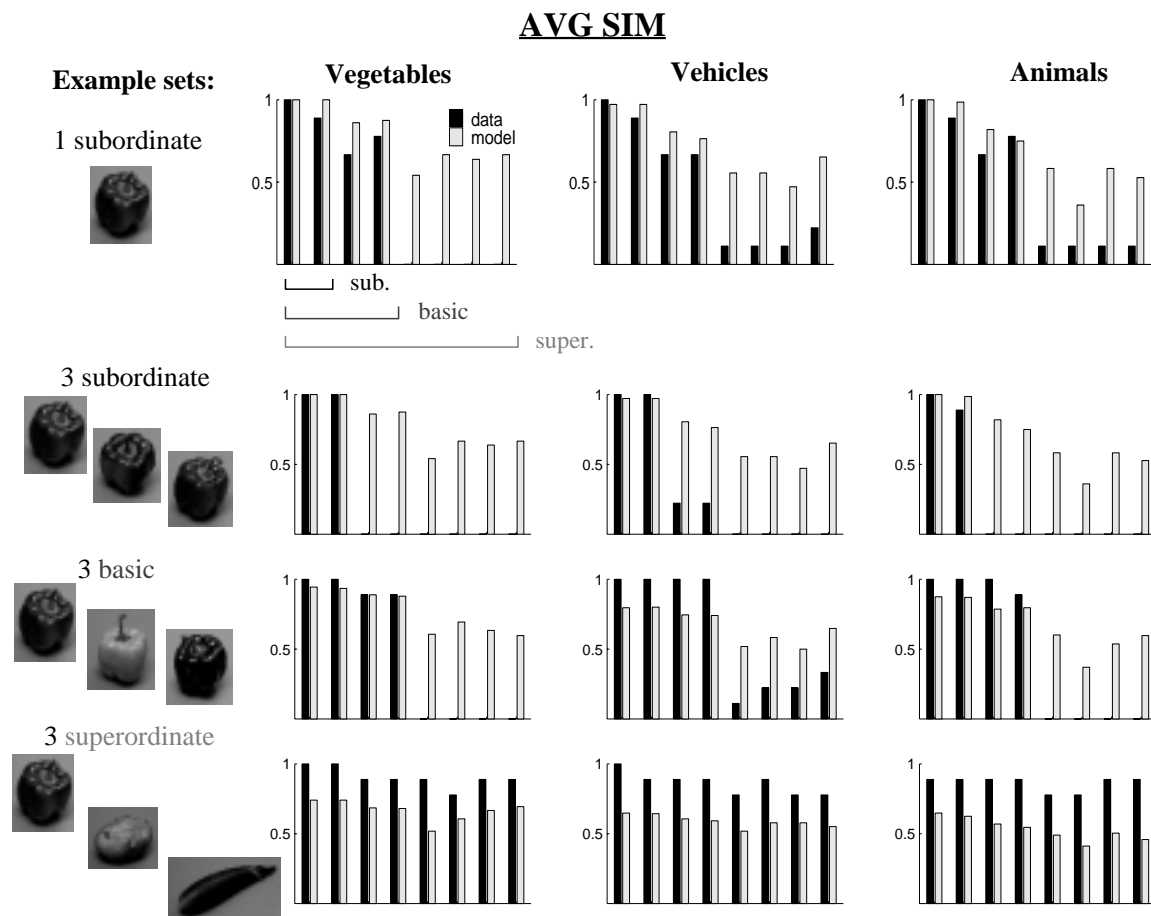 AVG SIM
Example sets:
Vegetables
Vehicles
Animals
1 subordinate
1
0.5
data
model
1
0.5
1
0.5
sub.
basic
super.
3 subordinate
1
0.5
1
0.5
1
0.5
3 basic
1
0.5
1
0.5
1
0.5
3 superordinate
1
0.5
1
0.5
1
0.5